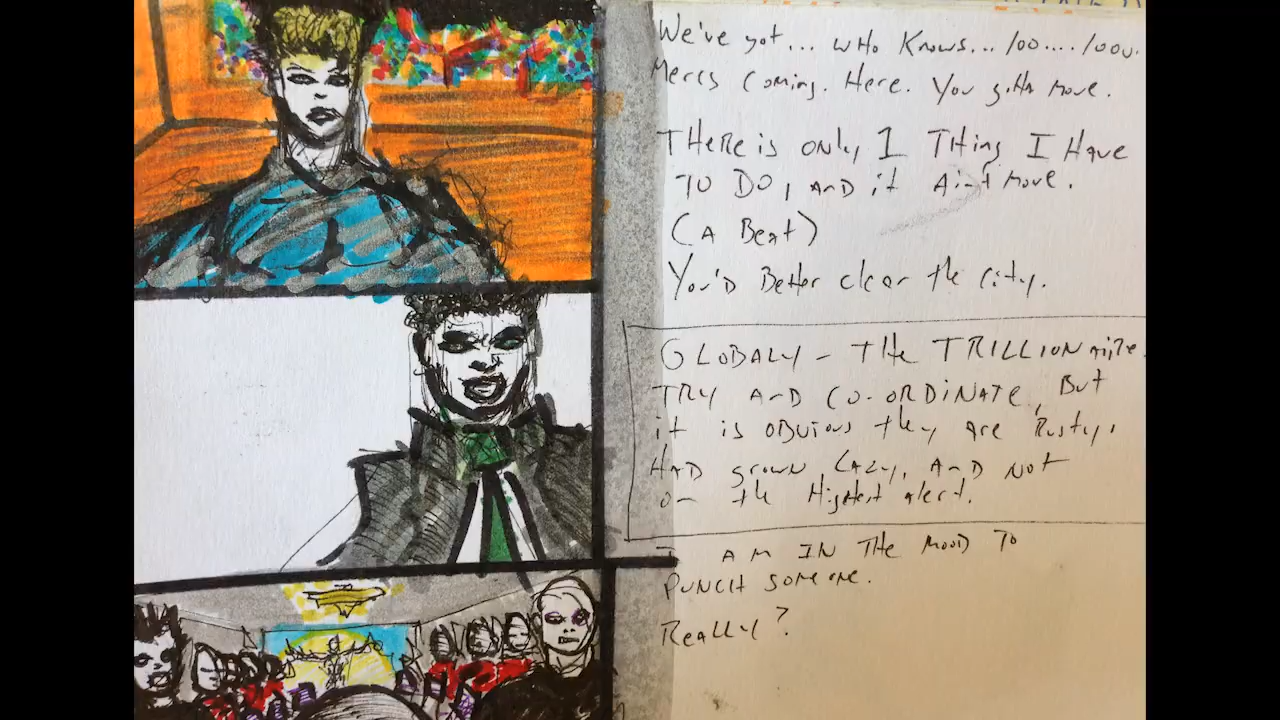 We've got... who knows... 100.... 1000.
Mercs coming. Here. You gotta move.
THERE is only 1 Thing I Have
TO DO, AND it Ain't Move.
(A Beat)
You'D Better clear the city.
GLOBALY - THE TRILLIONAIRE
TRY AND CO-ORDINATE, But
it is OBVIOUS they are Rusty,
HAD grown LAZY, AND NOT
on the Highest alert.
AM IN THE MOOD TO
PUNCH SOMEONE.
Really?